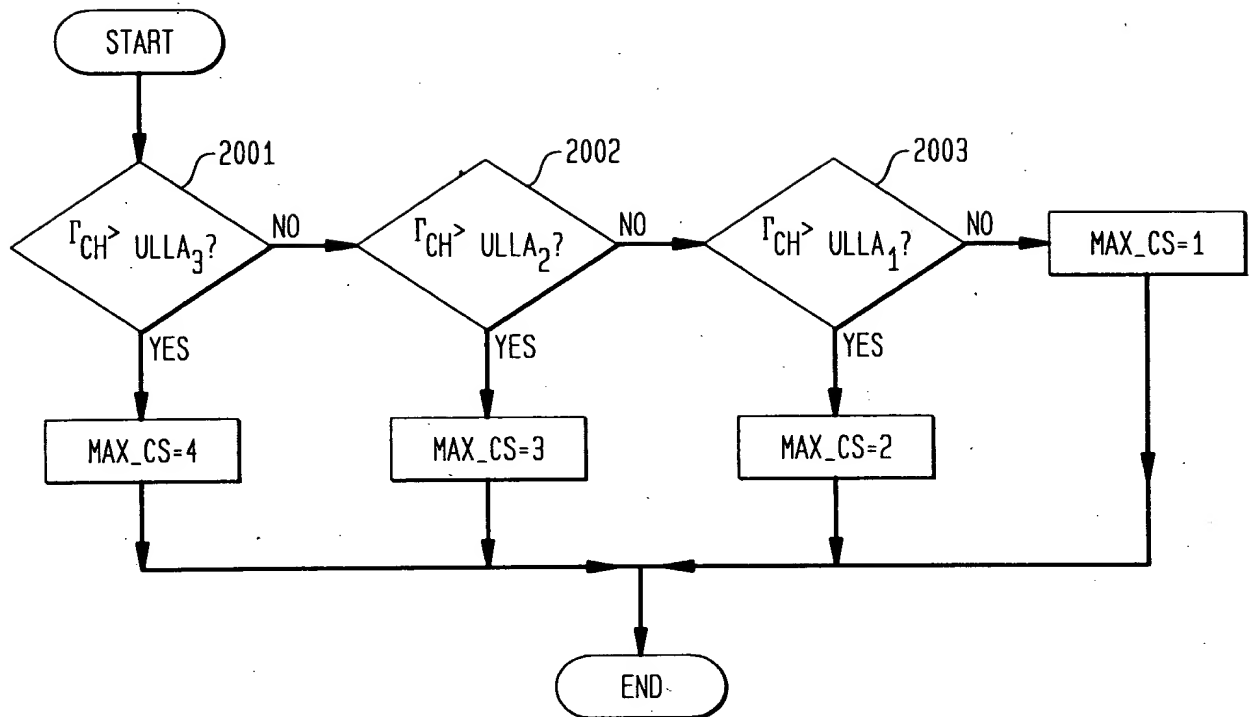 START
2001
2002
2003
Γ_CH > ULLA_3?
NO
Γ_CH > ULLA_2?
NO
Γ_CH > ULLA_1?
NO
MAX_CS=1
YES
YES
YES
MAX_CS=4
MAX_CS=3
MAX_CS=2
END